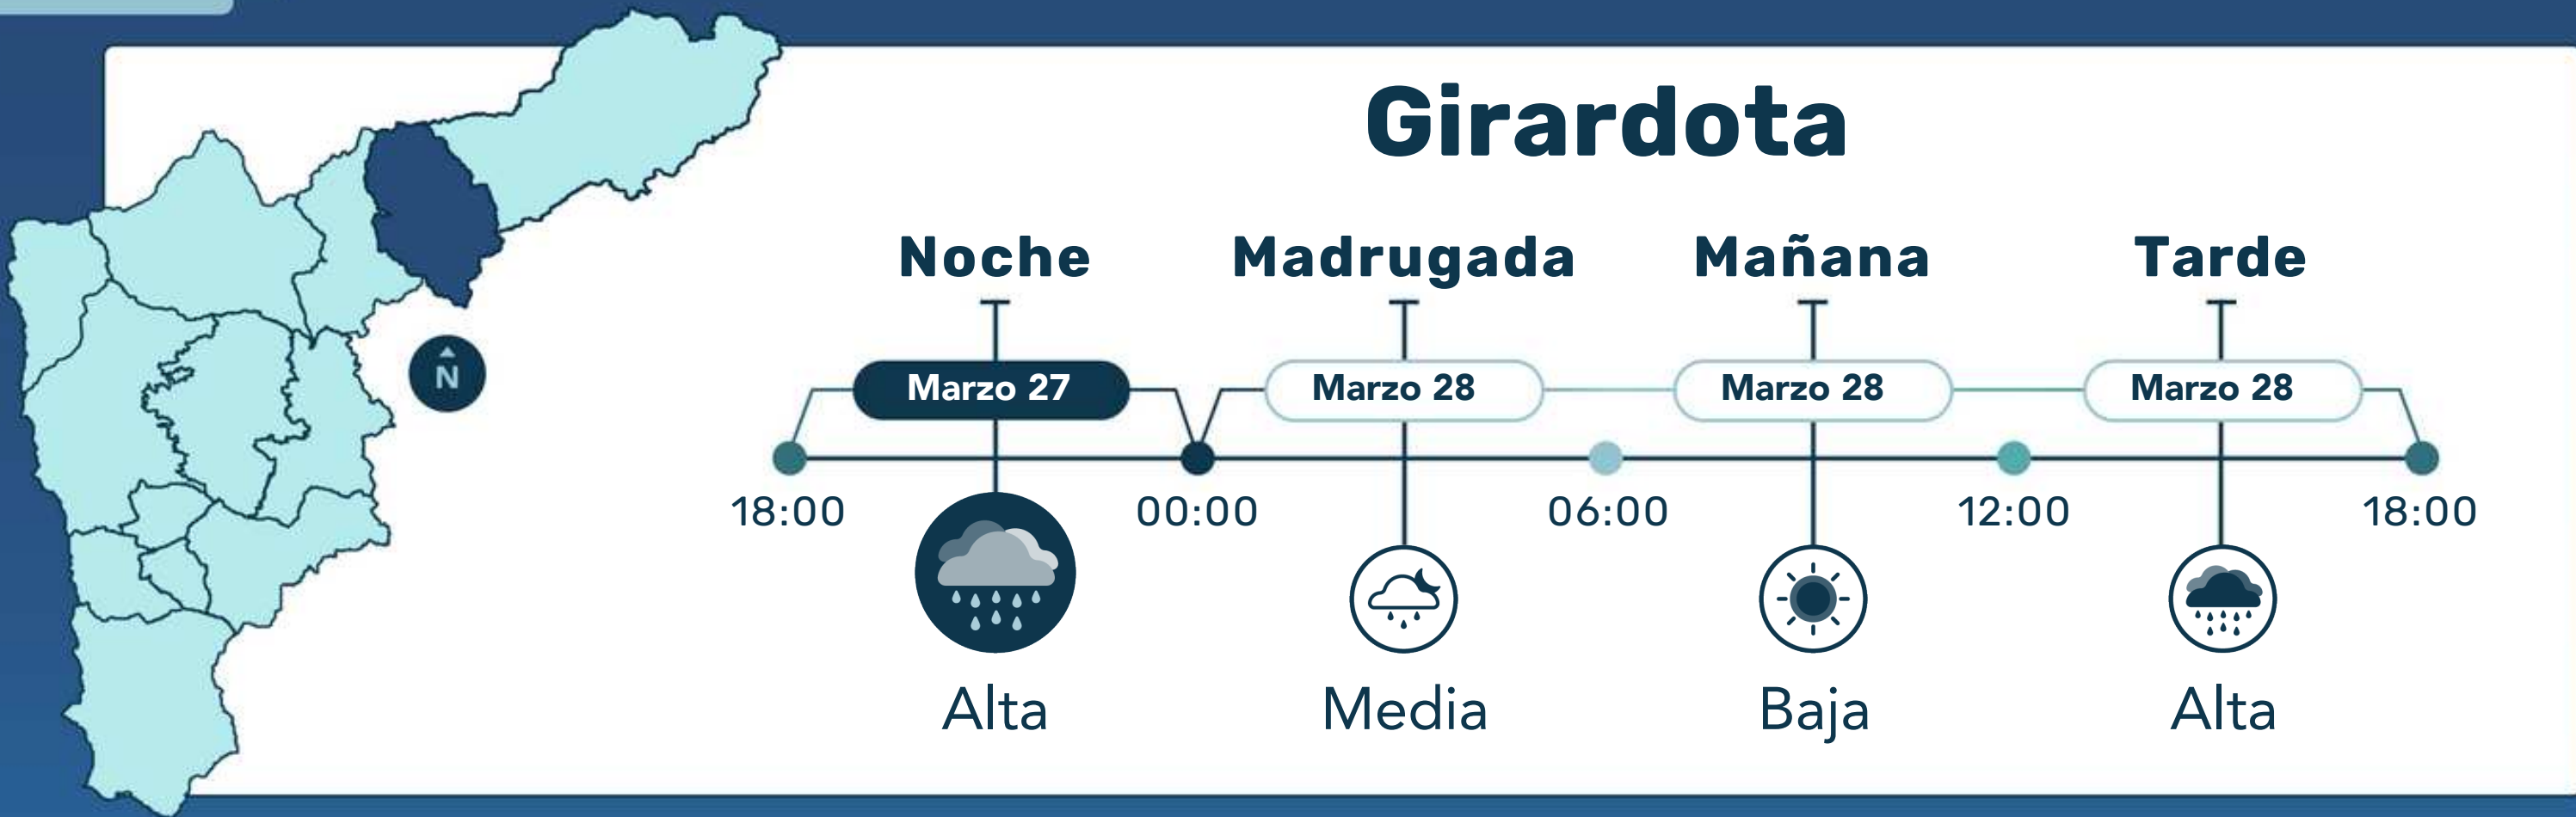 Girardota
Noche Madrugada Mañana Tarde
Marzo 27 Marzo 28 Marzo 28 Marzo 28
N
18:00 00:00 06:00 12:00 18:00
Alta Media Baja Alta